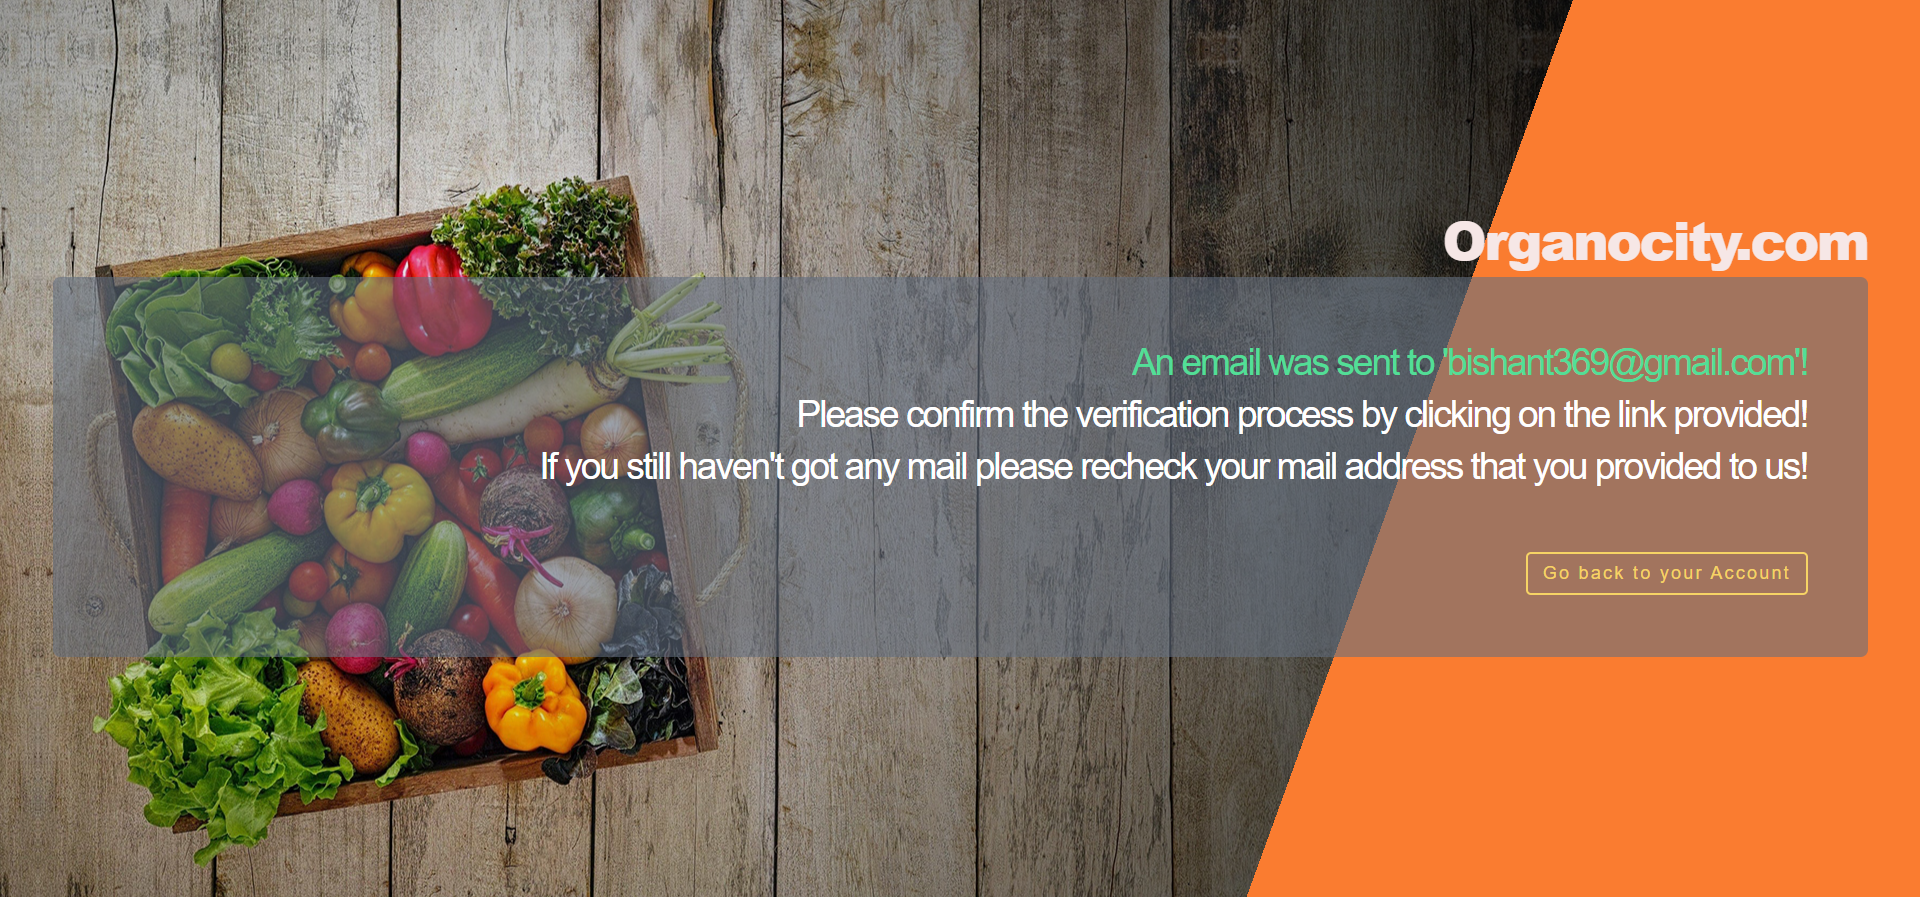 Organocity.com
An email was sent to 'bishant369@gmail.com'!
Please confirm the verification process by clicking on the link provided!
If you still haven't got any mail please recheck your mail address that you provided to us!
Go back to your Account